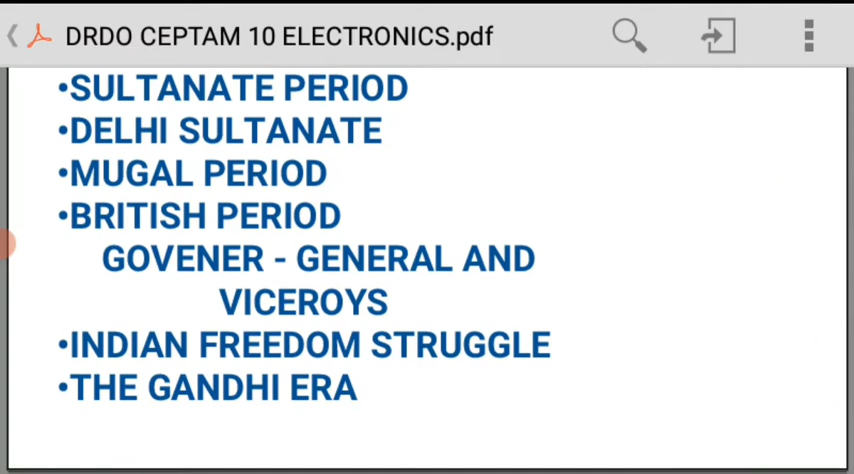 DRDO CEPTAM 10 ELECTRONICS.pdf
•SULTANATE PERIOD
•DELHI SULTANATE
•MUGAL PERIOD
•BRITISH PERIOD
GOVENER - GENERAL AND
VICEROYS
•INDIAN FREEDOM STRUGGLE
•THE GANDHI ERA